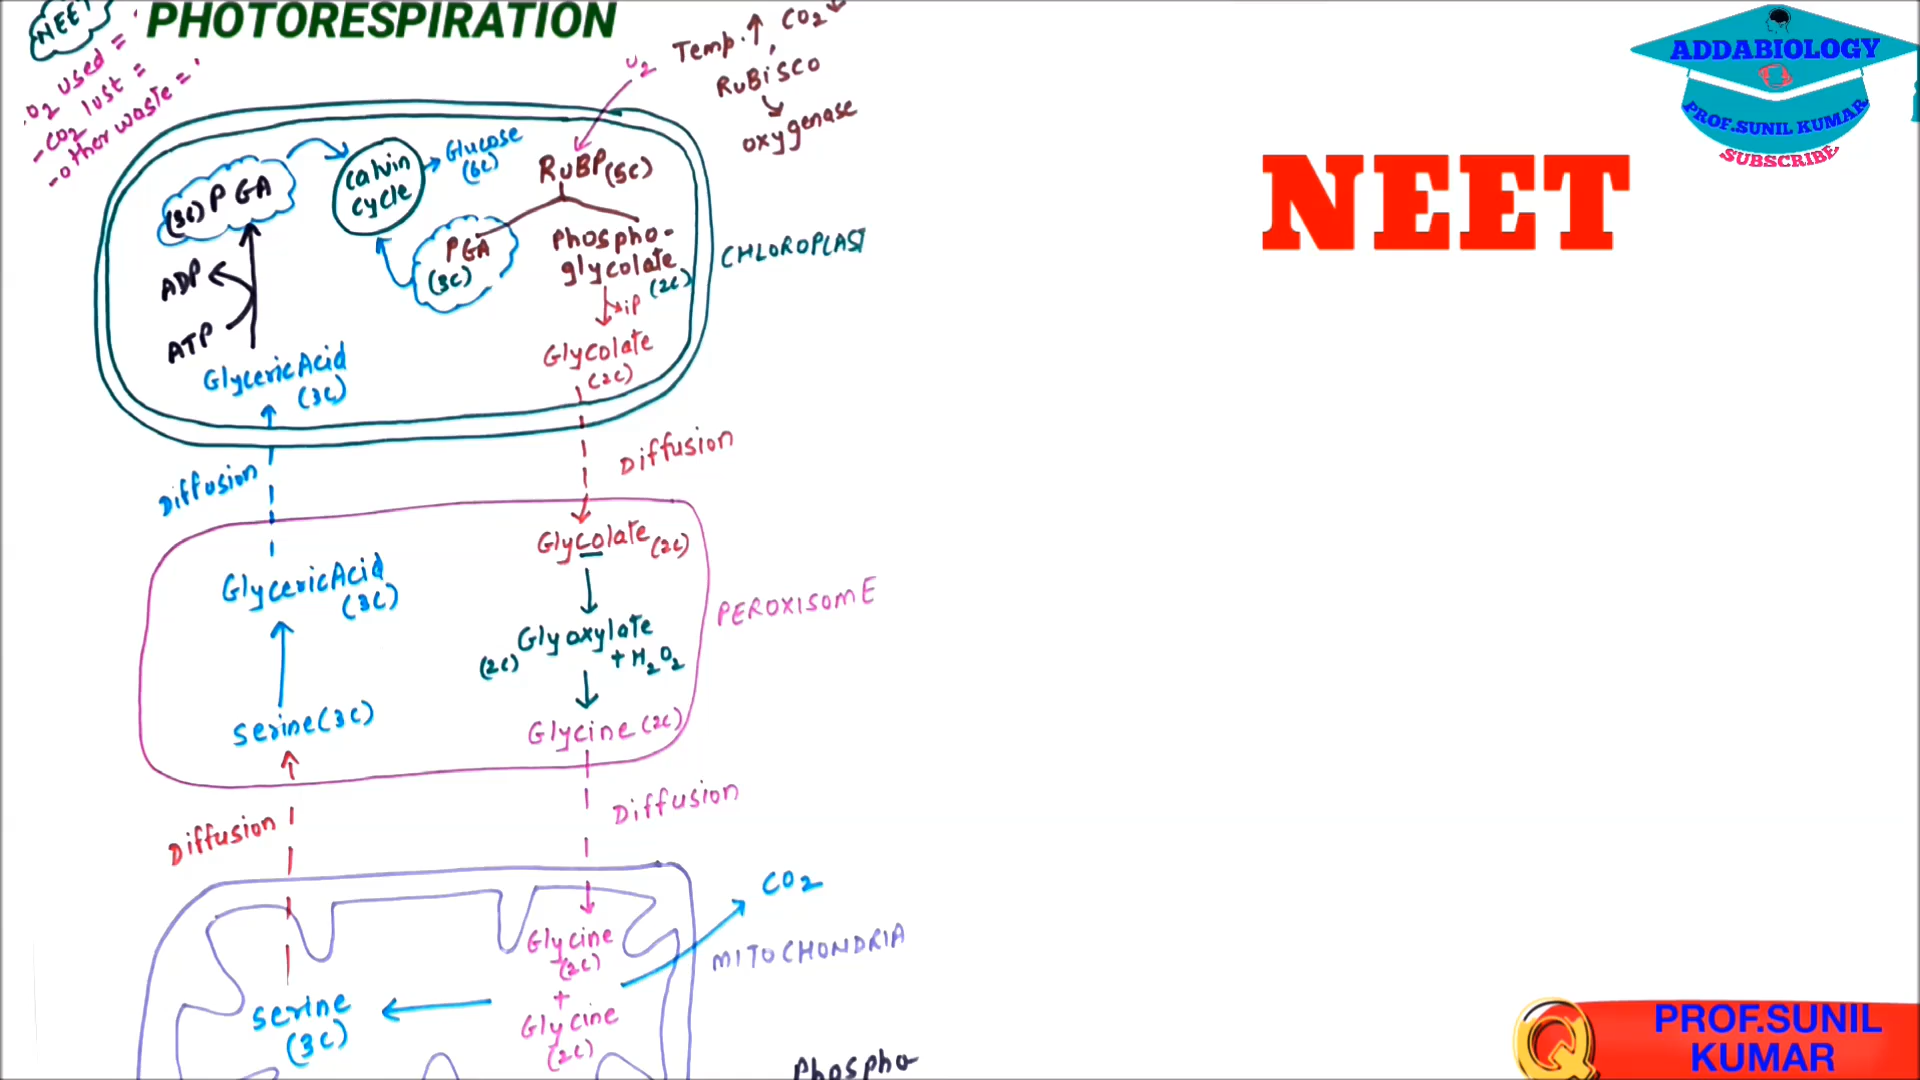 NEET
PHOTORESPIRATION
O2 used =
-CO2 lost =
-other waste =
Temp.↑, CO2
RuBisCO
oxygenase
O2
RuBP(5C)
Calvin
cycle
Glucose
(6C)
(3C) PGA
PGA
(3C)
Phospho-
glycolate
(2C)
iP
Glycolate
(2C)
ADP
ATP
Glyceric Acid
(3C)
CHLOROPLAST
Diffusion
Diffusion
Glycolate (2C)
Glyoxylate
(2C) + H2O2
Glycine (2C)
Glyceric Acid
(3C)
Serine (3C)
PEROXISOME
Diffusion
Diffusion
CO2
MITOCHONDRIA
Glycine
(2C)
+
Glycine
(2C)
Serine
(3C)
Phospho
ADDABIOLOGY
PROF.SUNIL KUMAR
SUBSCRIBE
NEET
PROF.SUNIL
KUMAR